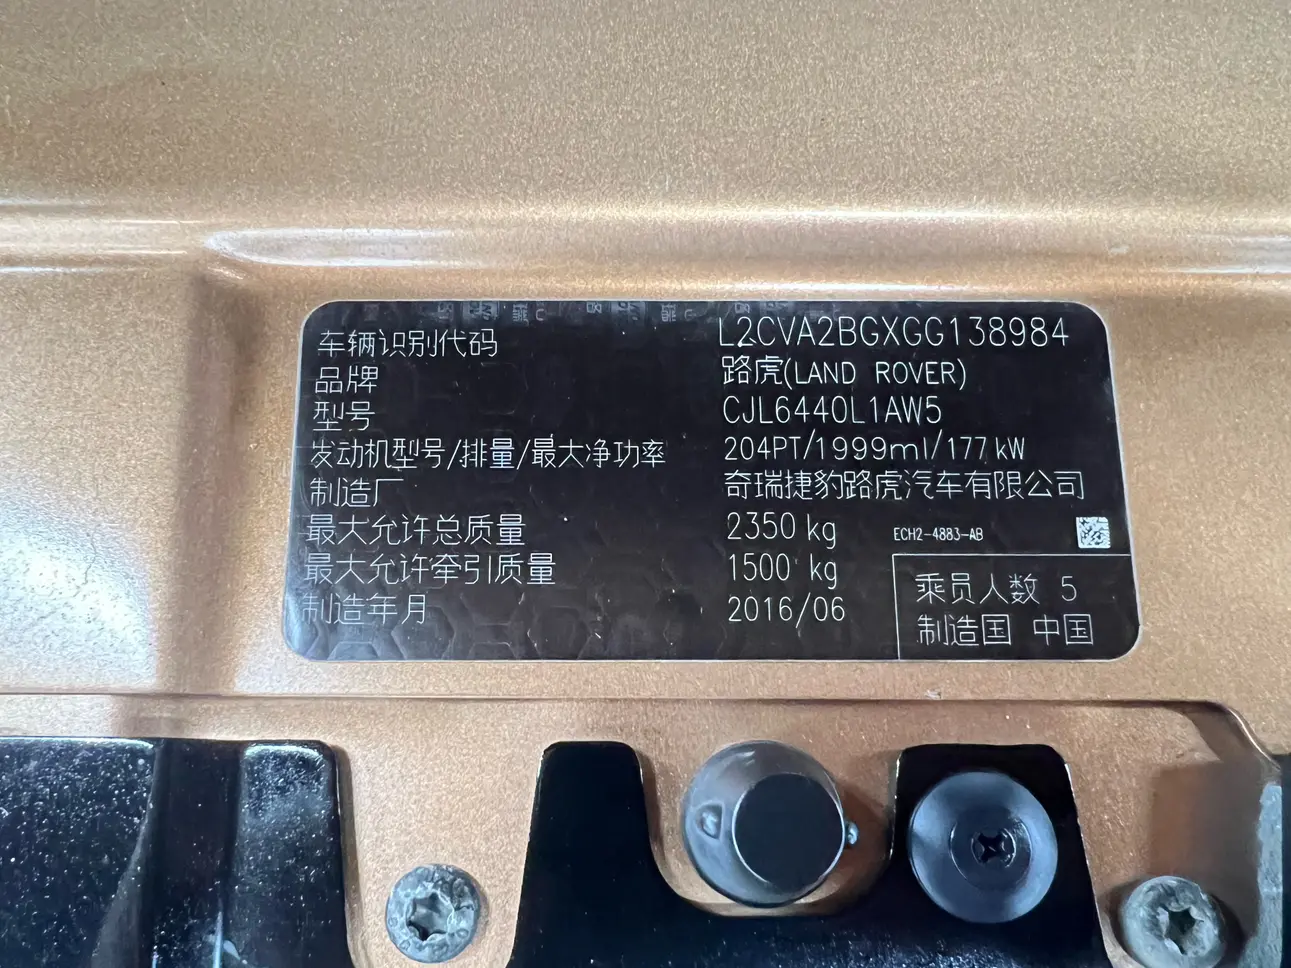 车辆识别代码 L2CVA2BGXGG138984
品牌 路虎(LAND ROVER)
型号 CJL6440L1AW5
发动机型号/排量/最大净功率 204PT/1999ml/177kW
制造厂 奇瑞捷豹路虎汽车有限公司
最大允许总质量 2350 kg ECH2-4883-AB
最大允许牵引质量 1500 kg
制造年月 2016/06
乘员人数 5
制造国 中国